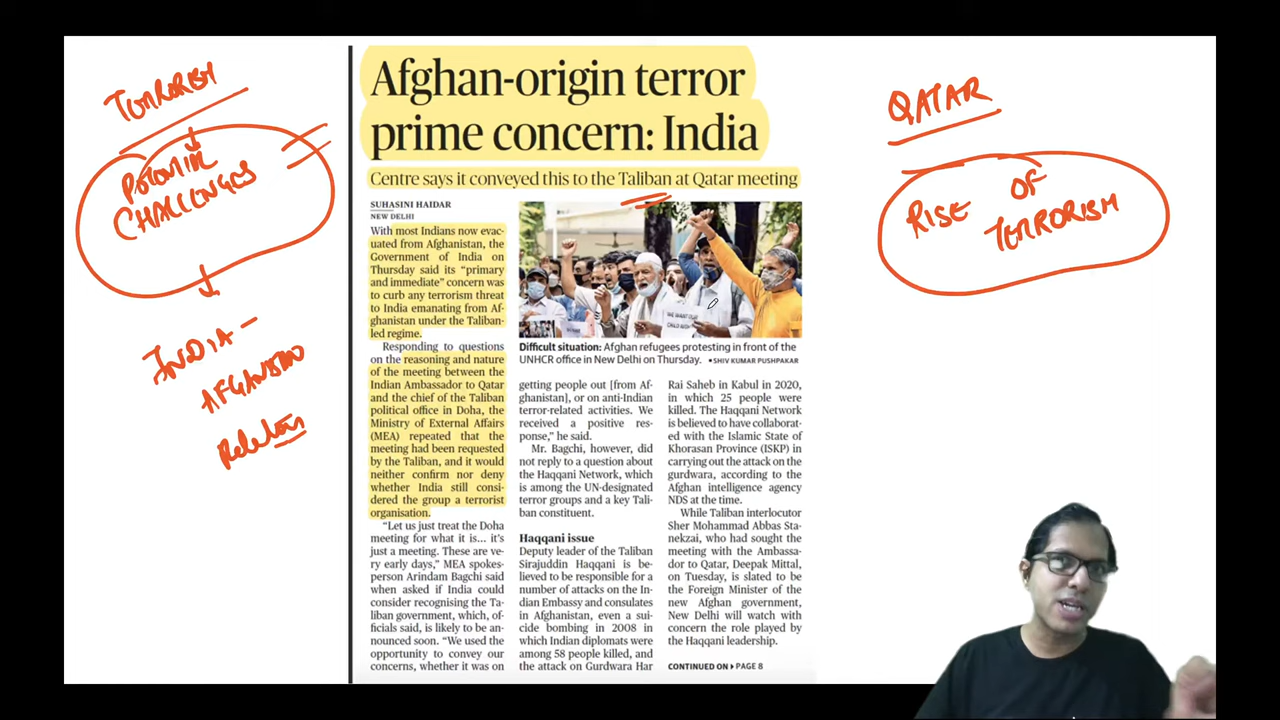 TERRORISM
POTENTIAL
CHALLENGES
INDIA –
AFGHANISTAN
Relations
Afghan-origin terror
prime concern: India
Centre says it conveyed this to the Taliban at Qatar meeting
SUHASINI HAIDAR
NEW DELHI
With most Indians now evac-
uated from Afghanistan, the
Government of India on
Thursday said its “primary
and immediate” concern was
to curb any terrorism threat
to India emanating from Af-
ghanistan under the Taliban-
led regime.
Responding to questions
on the reasoning and nature
of the meeting between the
Indian Ambassador to Qatar
and the chief of the Taliban
political office in Doha, the
Ministry of External Affairs
(MEA) repeated that the
meeting had been requested
by the Taliban, and it would
neither confirm nor deny
whether India still consi-
dered the group a terrorist
organisation.
“Let us just treat the Doha
meeting for what it is... it’s
just a meeting. These are ve-
ry early days,” MEA spokes-
person Arindam Bagchi said
when asked if India could
consider recognising the Ta-
liban government, which, of-
ficials said, is likely to be an-
nounced soon. “We used the
opportunity to convey our
concerns, whether it was on
Difficult situation: Afghan refugees protesting in front of the
UNHCR office in New Delhi on Thursday. •SHIV KUMAR PUSHPAKAR
getting people out [from Af-
ghanistan], or on anti-Indian
terror-related activities. We
received a positive res-
ponse,” he said.
Mr. Bagchi, however, did
not reply to a question about
the Haqqani Network, which
is among the UN-designated
terror groups and a key Tali-
ban constituent.
Haqqani issue
Deputy leader of the Taliban
Sirajuddin Haqqani is be-
lieved to be responsible for a
number of attacks on the In-
dian Embassy and consulates
in Afghanistan, even a sui-
cide bombing in 2008 in
which Indian diplomats were
among 58 people killed, and
the attack on Gurdwara Har
Rai Saheb in Kabul in 2020,
in which 25 people were
killed. The Haqqani Network
is believed to have collaborat-
ed with the Islamic State of
Khorasan Province (ISKP) in
carrying out the attack on the
gurdwara, according to the
Afghan intelligence agency
NDS at the time.
While Taliban interlocutor
Sher Mohammad Abbas Sta-
nekzai, who had sought the
meeting with the Ambassa-
dor to Qatar, Deepak Mittal,
on Tuesday, is slated to be
the Foreign Minister of the
new Afghan government,
New Delhi will watch with
concern the role played by
the Haqqani leadership.
CONTINUED ON ▶ PAGE 8
QATAR
RISE OF
TERRORISM